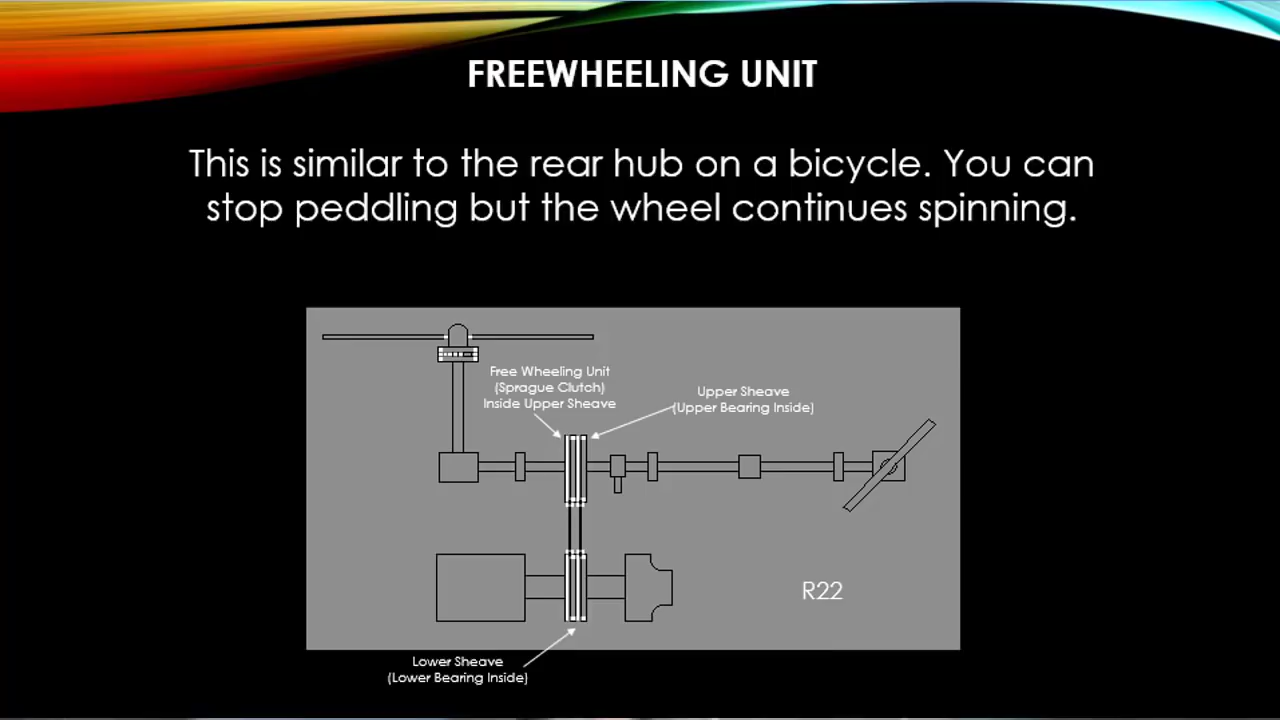 FREEWHEELING UNIT
This is similar to the rear hub on a bicycle. You can
stop peddling but the wheel continues spinning.
Free Wheeling Unit
(Sprague Clutch)
Inside Upper Sheave
Upper Sheave
(Upper Bearing Inside)
R22
Lower Sheave
(Lower Bearing Inside)